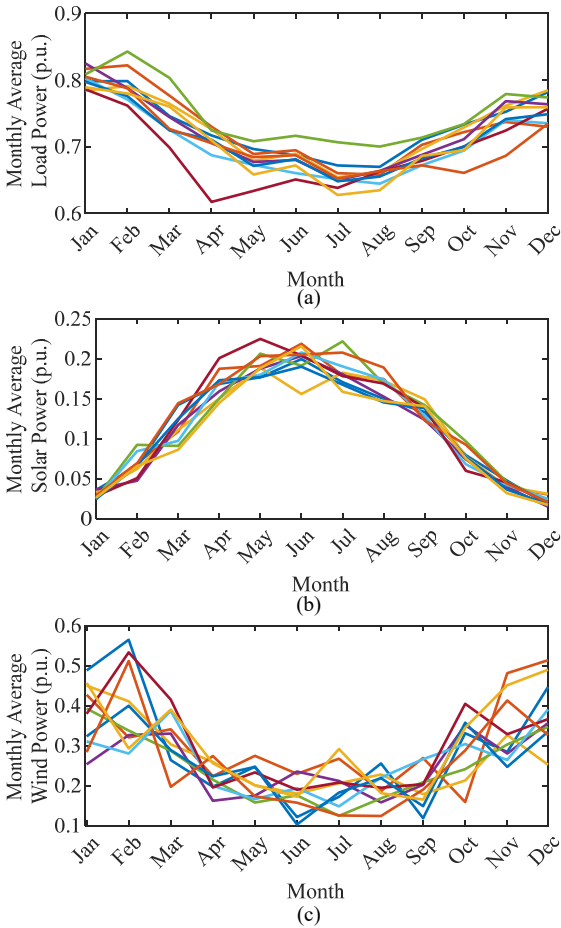 Monthly Average
Load Power (p.u.)
0.9
0.8
0.7
0.6
Jan Feb Mar Apr May Jun Jul Aug Sep Oct Nov Dec
Month
(a)
Monthly Average
Solar Power (p.u.)
0.25
0.2
0.15
0.1
0.05
0
Jan Feb Mar Apr May Jun Jul Aug Sep Oct Nov Dec
Month
(b)
Monthly Average
Wind Power (p.u.)
0.6
0.5
0.4
0.3
0.2
0.1
Jan Feb Mar Apr May Jun Jul Aug Sep Oct Nov Dec
Month
(c)